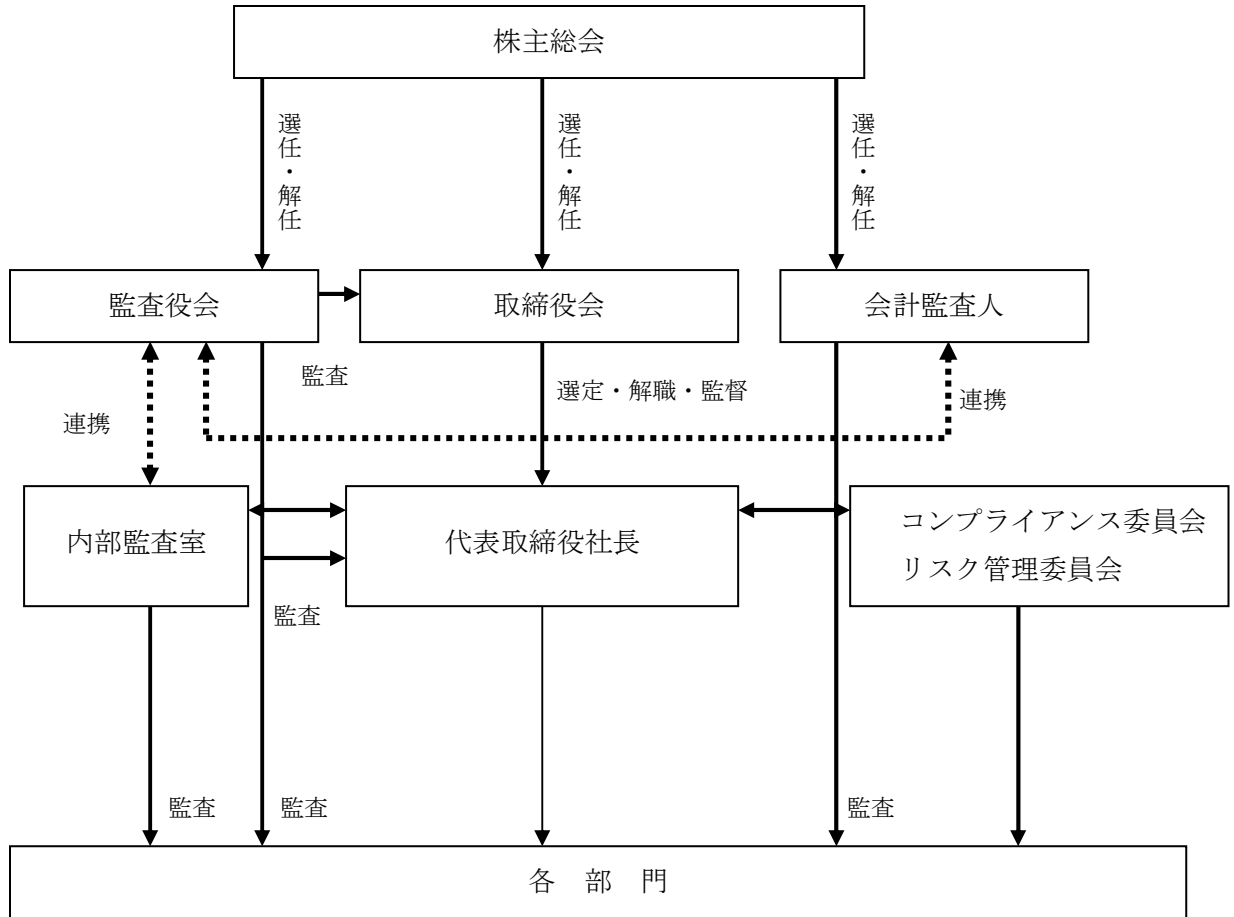 株主総会
選任・解任
選任・解任
選任・解任
監査役会
取締役会
会計監査人
監査
選定・解職・監督
連携
連携
内部監査室
代表取締役社長
コンプライアンス委員会
リスク管理委員会
監査
監査
監査
監査
各 部 門